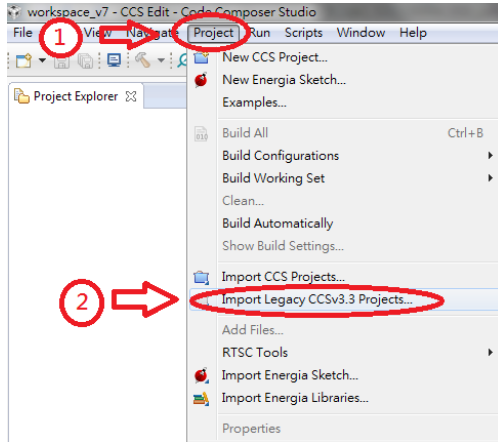 workspace_v7 - CCS Edit - Code Composer Studio
File View Navigate Project Run Scripts Window Help
1
Project Explorer
New CCS Project...
New Energia Sketch...
Examples...
Build All Ctrl+B
Build Configurations
Build Working Set
Clean...
Build Automatically
Show Build Settings...
Import CCS Projects...
2
Import Legacy CCSv3.3 Projects...
Add Files...
RTSC Tools
Import Energia Sketch...
Import Energia Libraries...
Properties